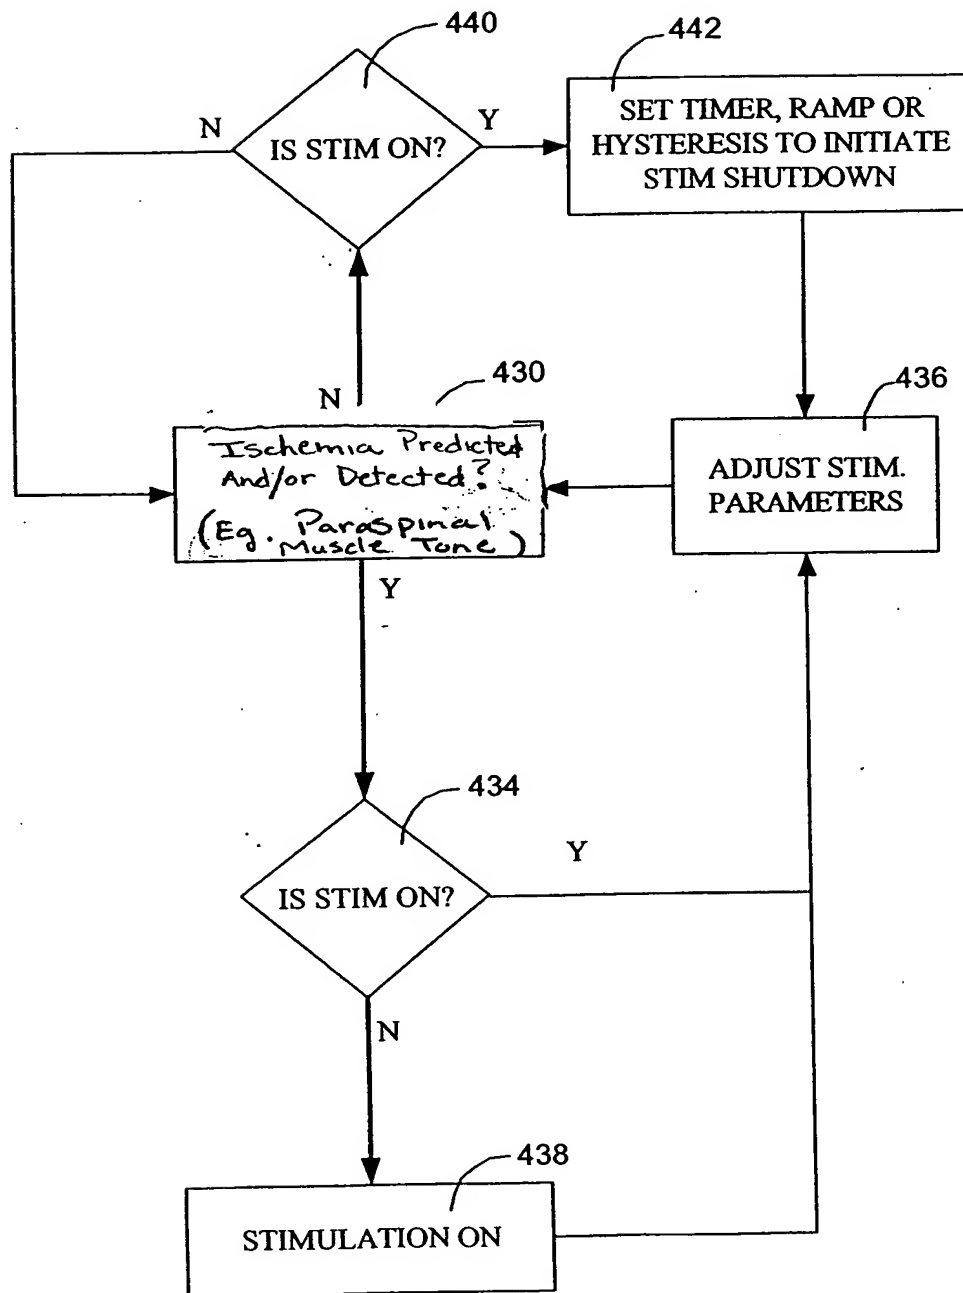 440
442
N
IS STIM ON?
Y
SET TIMER, RAMP OR
HYSTERESIS TO INITIATE
STIM SHUTDOWN
430
N
436
Ischemia Predicted
And/or Detected?
(Eg. Paraspinal
Muscle Tone)
ADJUST STIM.
PARAMETERS
Y
434
IS STIM ON?
Y
N
438
STIMULATION ON